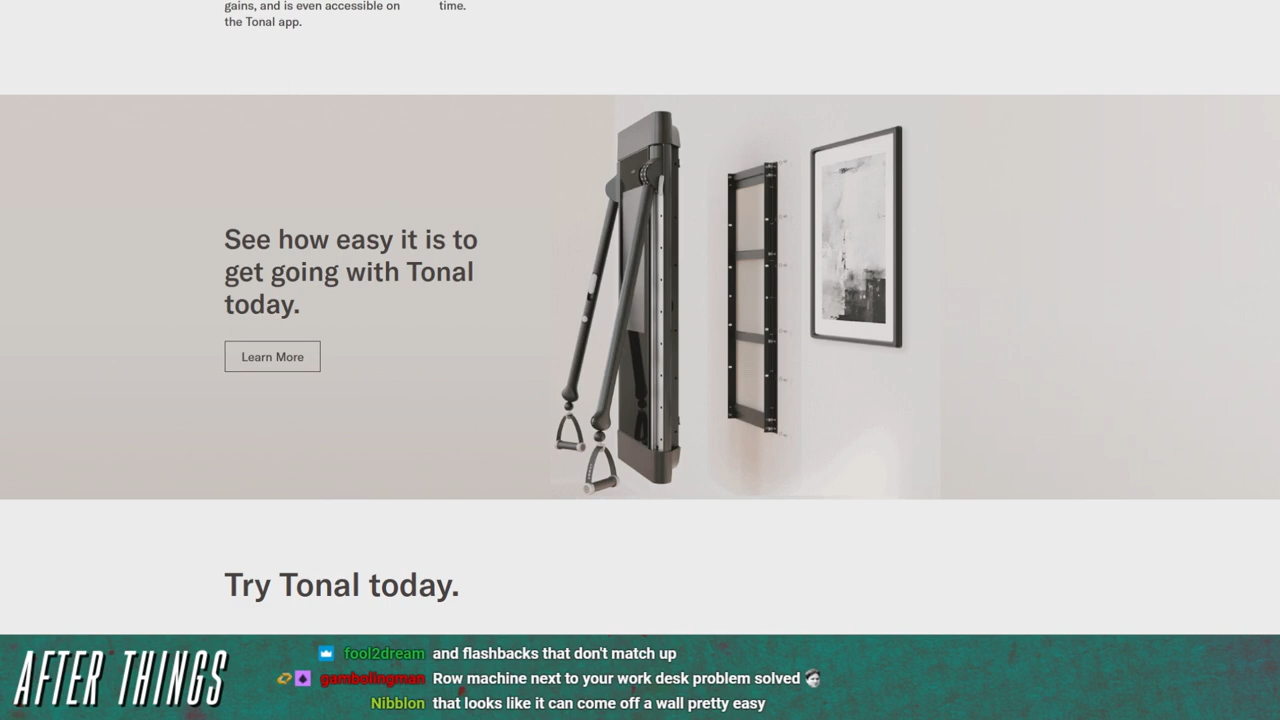 gains, and is even accessible on
the Tonal app.
time.
See how easy it is to
get going with Tonal
today.
Learn More
Try Tonal today.
AFTER THINGS
fool2dream and flashbacks that don't match up
gambolingman Row machine next to your work desk problem solved
Nibblon that looks like it can come off a wall pretty easy